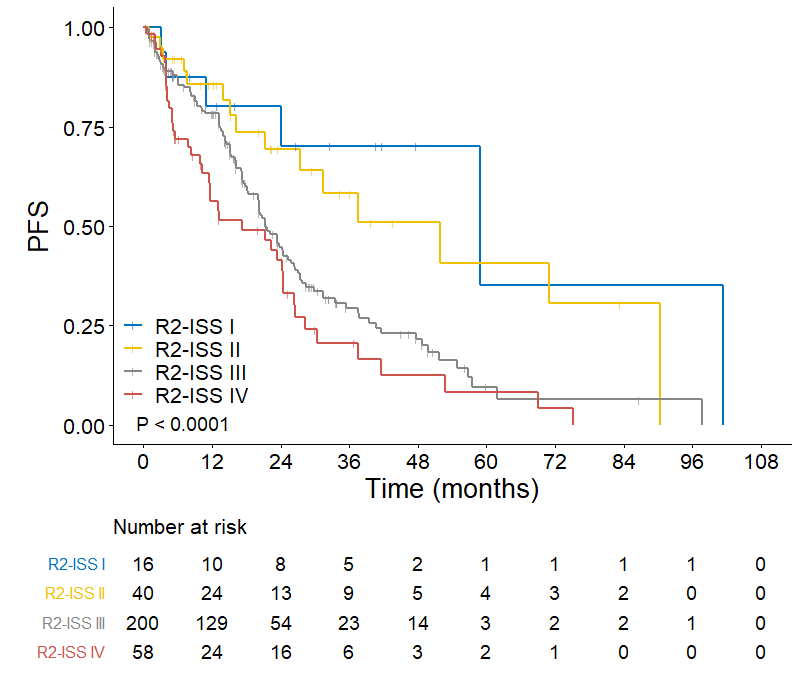 1.00
0.75
0.50
0.25
0.00
PFS
R2-ISS I
R2-ISS II
R2-ISS III
R2-ISS IV
P < 0.0001
0 12 24 36 48 60 72 84 96 108
Time (months)
Number at risk
R2-ISS I 16 10 8 5 2 1 1 1 1 0
R2-ISS II 40 24 13 9 5 4 3 2 0 0
R2-ISS III 200 129 54 23 14 3 2 2 1 0
R2-ISS IV 58 24 16 6 3 2 1 0 0 0